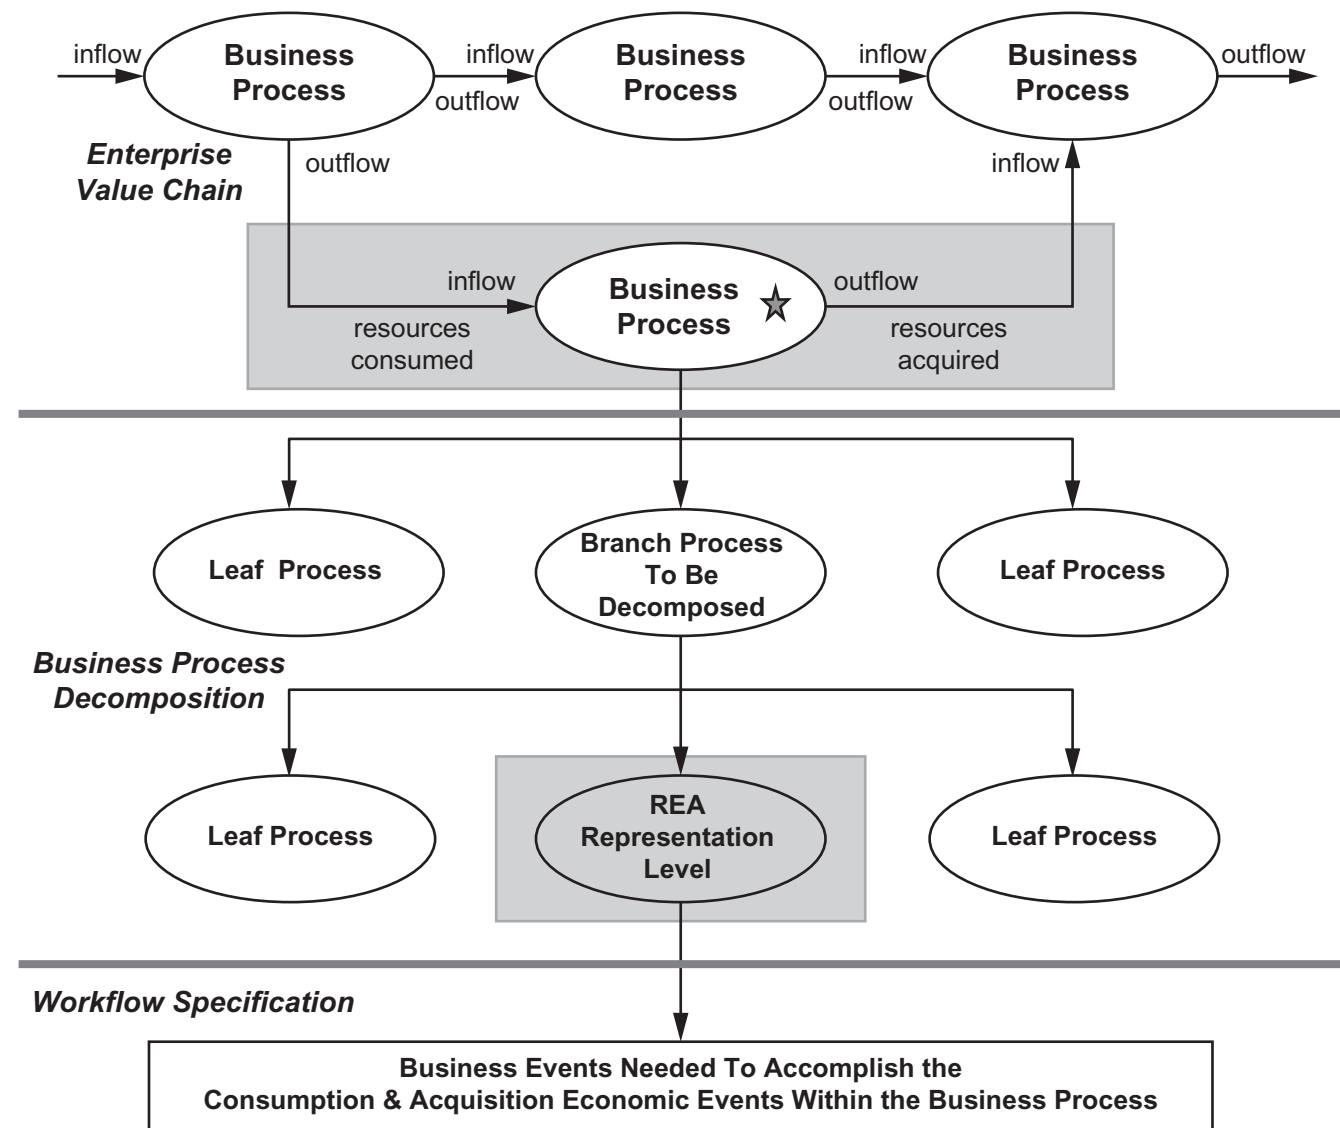 inflow
Business
Process
inflow
outflow
Business
Process
inflow
outflow
Business
Process
outflow
Enterprise
Value Chain
outflow
inflow
inflow
resources
consumed
Business
Process
outflow
resources
acquired
Leaf Process
Branch Process
To Be
Decomposed
Leaf Process
Business Process
Decomposition
Leaf Process
REA
Representation
Level
Leaf Process
Workflow Specification
Business Events Needed To Accomplish the
Consumption & Acquisition Economic Events Within the Business Process